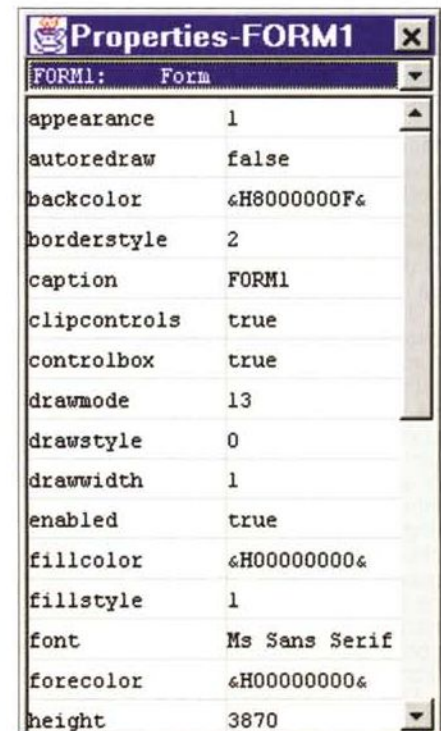 Properties-FORM1
FORM1: Form
appearance 1
autoredraw false
backcolor &H8000000F&
borderstyle 2
caption FORM1
clipcontrols true
controlbox true
drawmode 13
drawstyle 0
drawwidth 1
enabled true
fillcolor &H00000000&
fillstyle 1
font Ms Sans Serif
forecolor &H00000000&
height 3870